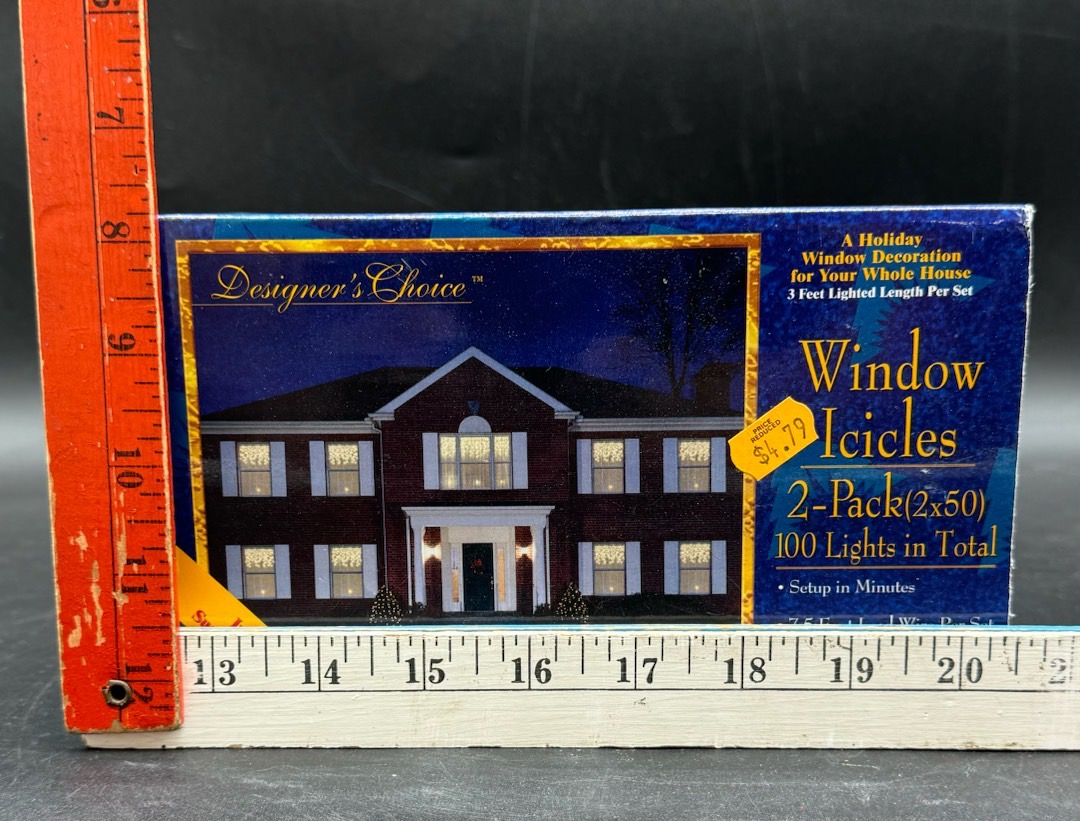 Designer's Choice™
A Holiday
Window Decoration
for Your Whole House
3 Feet Lighted Length Per Set
Window
Icicles
PRICE
REDUCED
$4.79
2-Pack(2x50)
100 Lights in Total
• Setup in Minutes
7
8
9
10
11
12
13 14 15 16 17 18 19 20 2